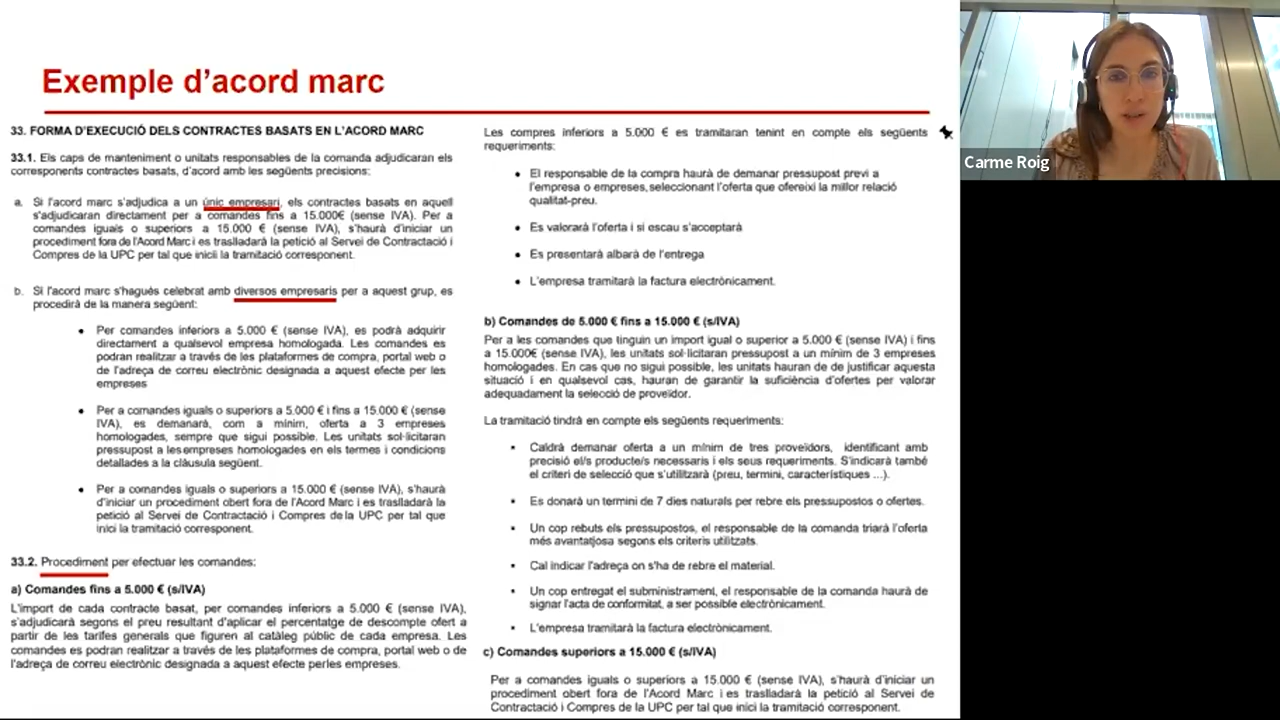 Exemple d'acord marc
33. FORMA D'EXECUCIÓ DELS CONTRACTES BASATS EN L'ACORD MARC
33.1. Els caps de manteniment o unitats responsables de la comanda adjudicaran els
corresponents contractes basats, d'acord amb les següents precisions:
a. Si l'acord marc s'adjudica a un únic empresari, els contractes basats en aquell
s'adjudicaran directament per a comandes fins a 15.000€ (sense IVA). Per a
comandes iguals o superiors a 15.000 € (sense IVA), s'haurà d'iniciar un
procediment fora de l'Acord Marc i es traslladarà la petició al Servei de Contractació i
Compres de la UPC per tal que iniciï la tramitació corresponent.
b. Si l'acord marc s'hagués celebrat amb diversos empresaris per a aquest grup, es
procedirà de la manera següent:
• Per comandes inferiors a 5.000 € (sense IVA), es podrà adquirir
directament a qualsevol empresa homologada. Les comandes es
podran realitzar a través de les plataformes de compra, portal web o
de l'adreça de correu electrònic designada a aquest efecte per les
empreses
• Per a comandes iguals o superiors a 5.000 € i fins a 15.000 € (sense
IVA), es demanarà, com a mínim, oferta a 3 empreses
homologades, sempre que sigui possible. Les unitats sol·licitaran
pressupost a les empreses homologades en els termes i condicions
detallades a la clàusula següent.
• Per a comandes iguals o superiors a 15.000 € (sense IVA), s'haurà
d'iniciar un procediment obert fora de l'Acord Marc i es traslladarà la
petició al Servei de Contractació i Compres de la UPC per tal que
iniciï la tramitació corresponent.
33.2. Procediment per efectuar les comandes:
a) Comandes fins a 5.000 € (s/IVA)
L'import de cada contracte basat, per comandes inferiors a 5.000 € (sense IVA),
s'adjudicarà segons el preu resultant d'aplicar el percentatge de descompte ofert a
partir de les tarifes generals que figuren al catàleg públic de cada empresa. Les
comandes es podran realitzar a través de les plataformes de compra, portal web o de
l'adreça de correu electrònic designada a aquest efecte per les empreses.
Les compres inferiors a 5.000 € es tramitaran tenint en compte els següents
requeriments:
• El responsable de la compra haurà de demanar pressupost previ a
l'empresa o empreses, seleccionant l'oferta que ofereixi la millor relació
qualitat-preu.
• Es valorarà l'oferta i si escau s'acceptarà
• Es presentarà albarà de l'entrega
• L'empresa tramitarà la factura electrònicament.
b) Comandes de 5.000 € fins a 15.000 € (s/IVA)
Per a les comandes que tinguin un import igual o superior a 5.000 € (sense IVA) i fins
a 15.000€ (sense IVA), les unitats sol·licitaran pressupost a un mínim de 3 empreses
homologades. En cas que no sigui possible, les unitats hauran de de justificar aquesta
situació i en qualsevol cas, hauran de garantir la suficiència d'ofertes per valorar
adequadament la selecció de proveïdor.
La tramitació tindrà en compte els següents requeriments:
▪ Caldrà demanar oferta a un mínim de tres proveïdors, identificant amb
precisió el/s producte/s necessaris i els seus requeriments. S'indicarà també
el criteri de selecció que s'utilitzarà (preu, termini, característiques ...).
▪ Es donarà un termini de 7 dies naturals per rebre els pressupostos o ofertes.
▪ Un cop rebuts els pressupostos, el responsable de la comanda triarà l'oferta
més avantatjosa segons els criteris utilitzats.
▪ Cal indicar l'adreça on s'ha de rebre el material.
▪ Un cop entregat el subministrament, el responsable de la comanda haurà de
signar l'acta de conformitat, a ser possible electrònicament.
▪ L'empresa tramitarà la factura electrònicament.
c) Comandes superiors a 15.000 € (s/IVA)
Per a comandes iguals o superiors a 15.000 € (sense IVA), s'haurà d'iniciar un
procediment obert fora de l'Acord Marc i es traslladarà la petició al Servei de
Contractació i Compres de la UPC per tal que iniciï la tramitació corresponent.
Carme Roig